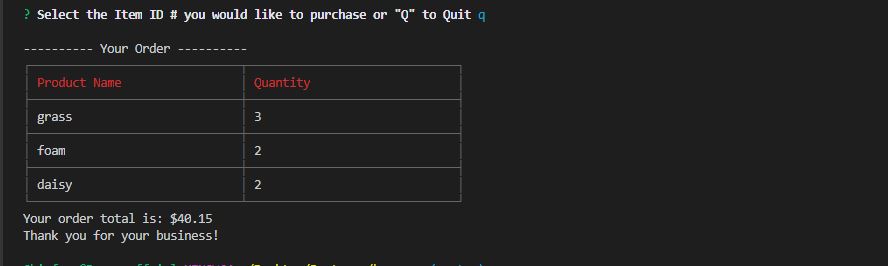 ? Select the Item ID # you would like to purchase or "Q" to Quit q
---------- Your Order ----------
Product Name Quantity
grass 3
foam 2
daisy 2
Your order total is: $40.15
Thank you for your business!